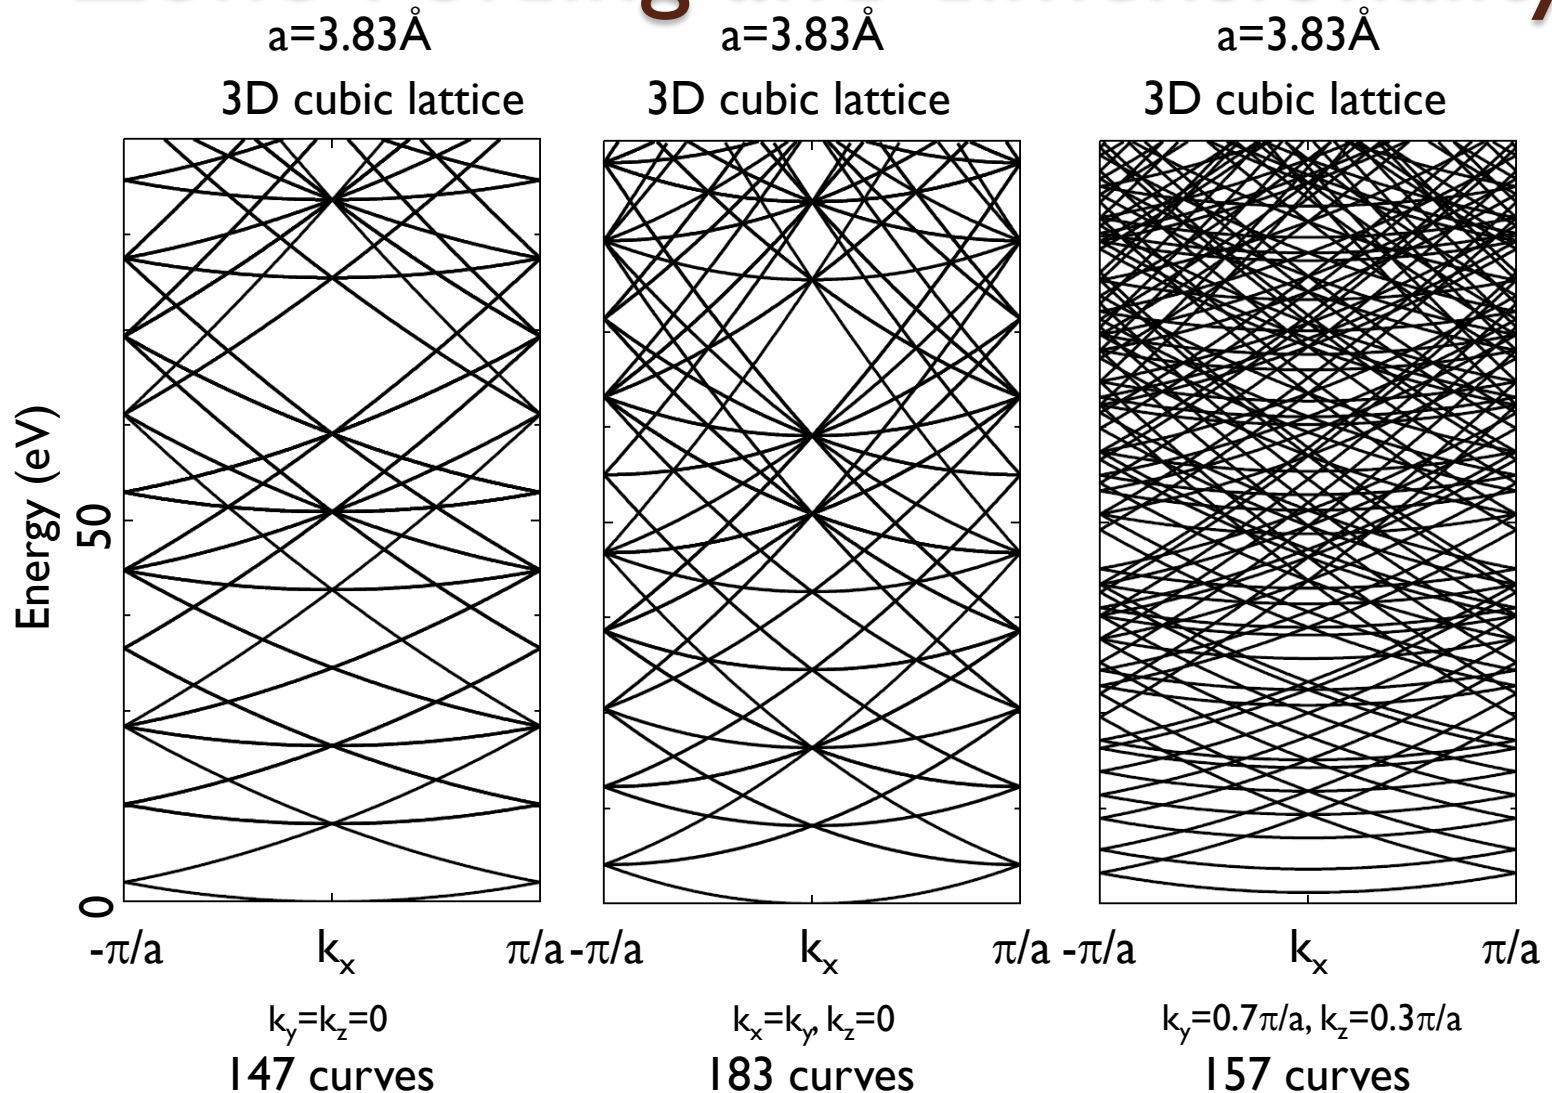 a=3.83Å a=3.83Å a=3.83Å
3D cubic lattice 3D cubic lattice 3D cubic lattice
Energy (eV)
50
0
-π/a kx π/a -π/a kx π/a -π/a kx π/a
ky=kz=0 kx=ky, kz=0 ky=0.7π/a, kz=0.3π/a
147 curves 183 curves 157 curves